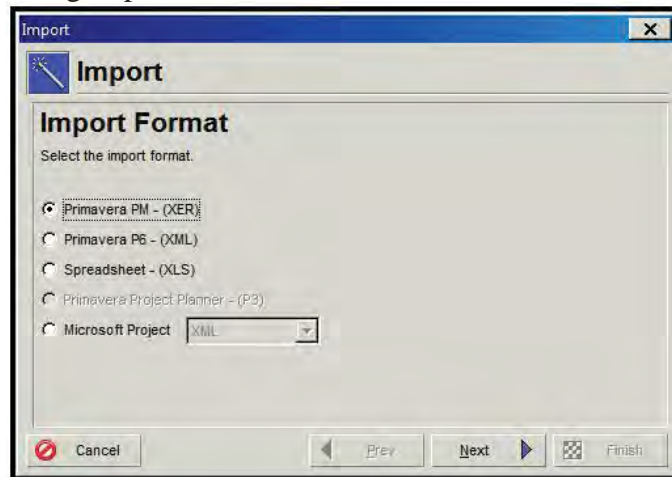 Import
Import
Import Format
Select the import format.
Primavera PM - (XER)
Primavera P6 - (XML)
Spreadsheet - (XLS)
Primavera Project Planner - (P3)
Microsoft Project XML
Cancel Prev Next Finish